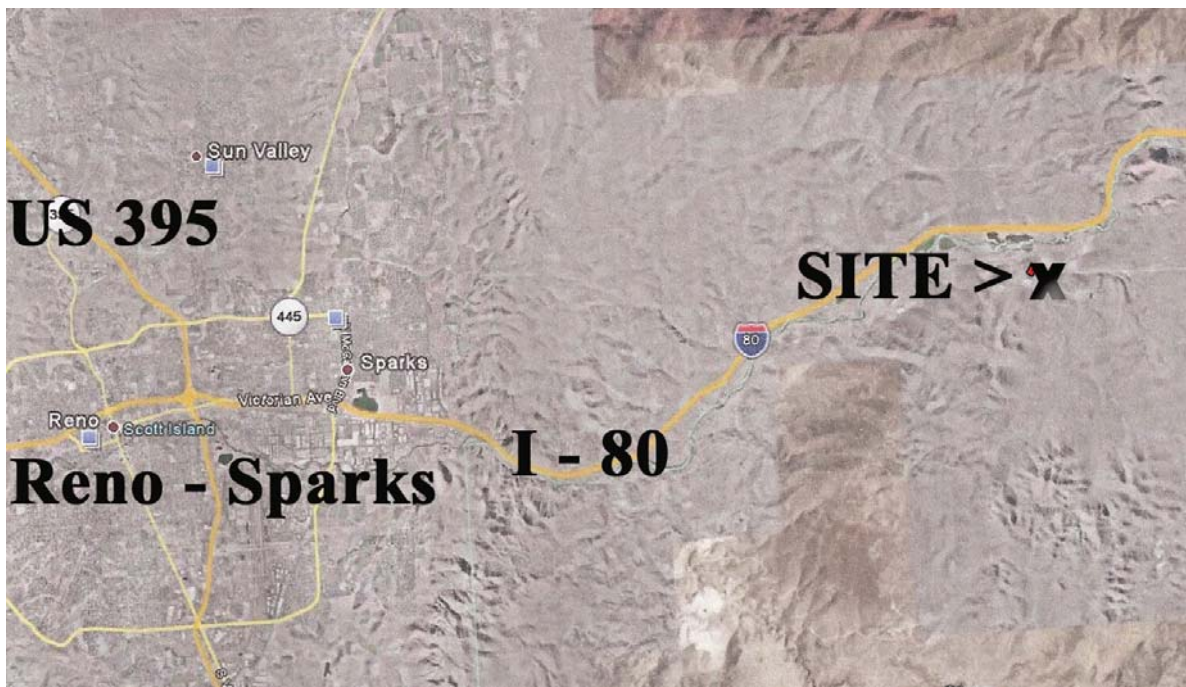 Sun Valley
US 395
SITE > X
445
80
Sparks
Victorian Ave
Reno
Scott Island
I - 80
Reno - Sparks